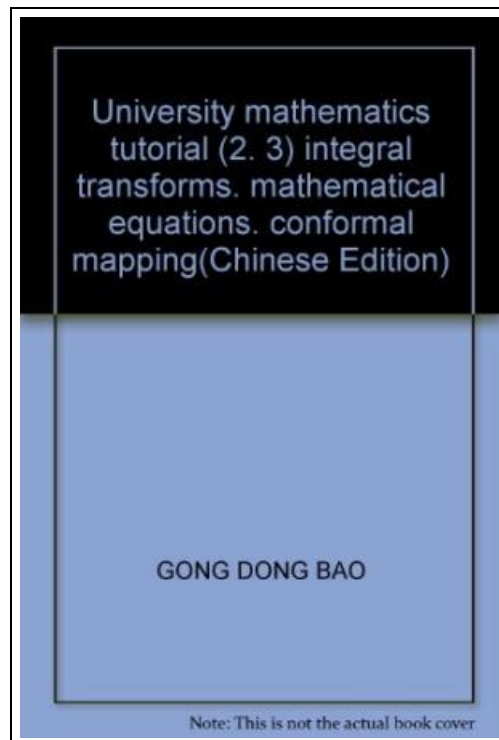 University mathematics
tutorial (2. 3) integral
transforms. mathematical
equations. conformal
mapping(Chinese Edition)
GONG DONG BAO
Note: This is not the actual book cover